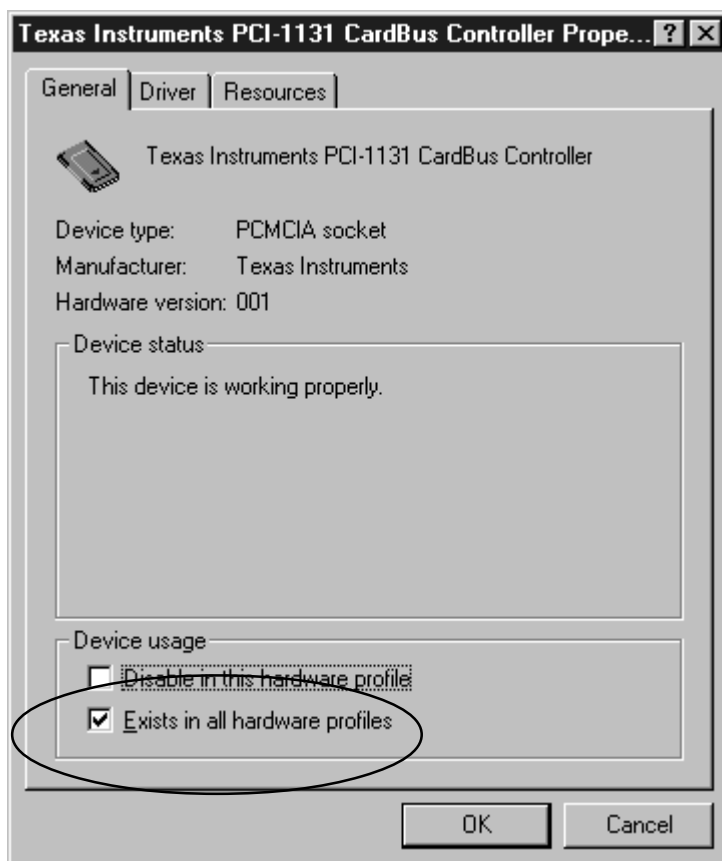 Texas Instruments PCI-1131 CardBus Controller Prope... ? X
General Driver Resources
Texas Instruments PCI-1131 CardBus Controller
Device type: PCMCIA socket
Manufacturer: Texas Instruments
Hardware version: 001
Device status
This device is working properly.
Device usage
Disable in this hardware profile
Exists in all hardware profiles
OK Cancel